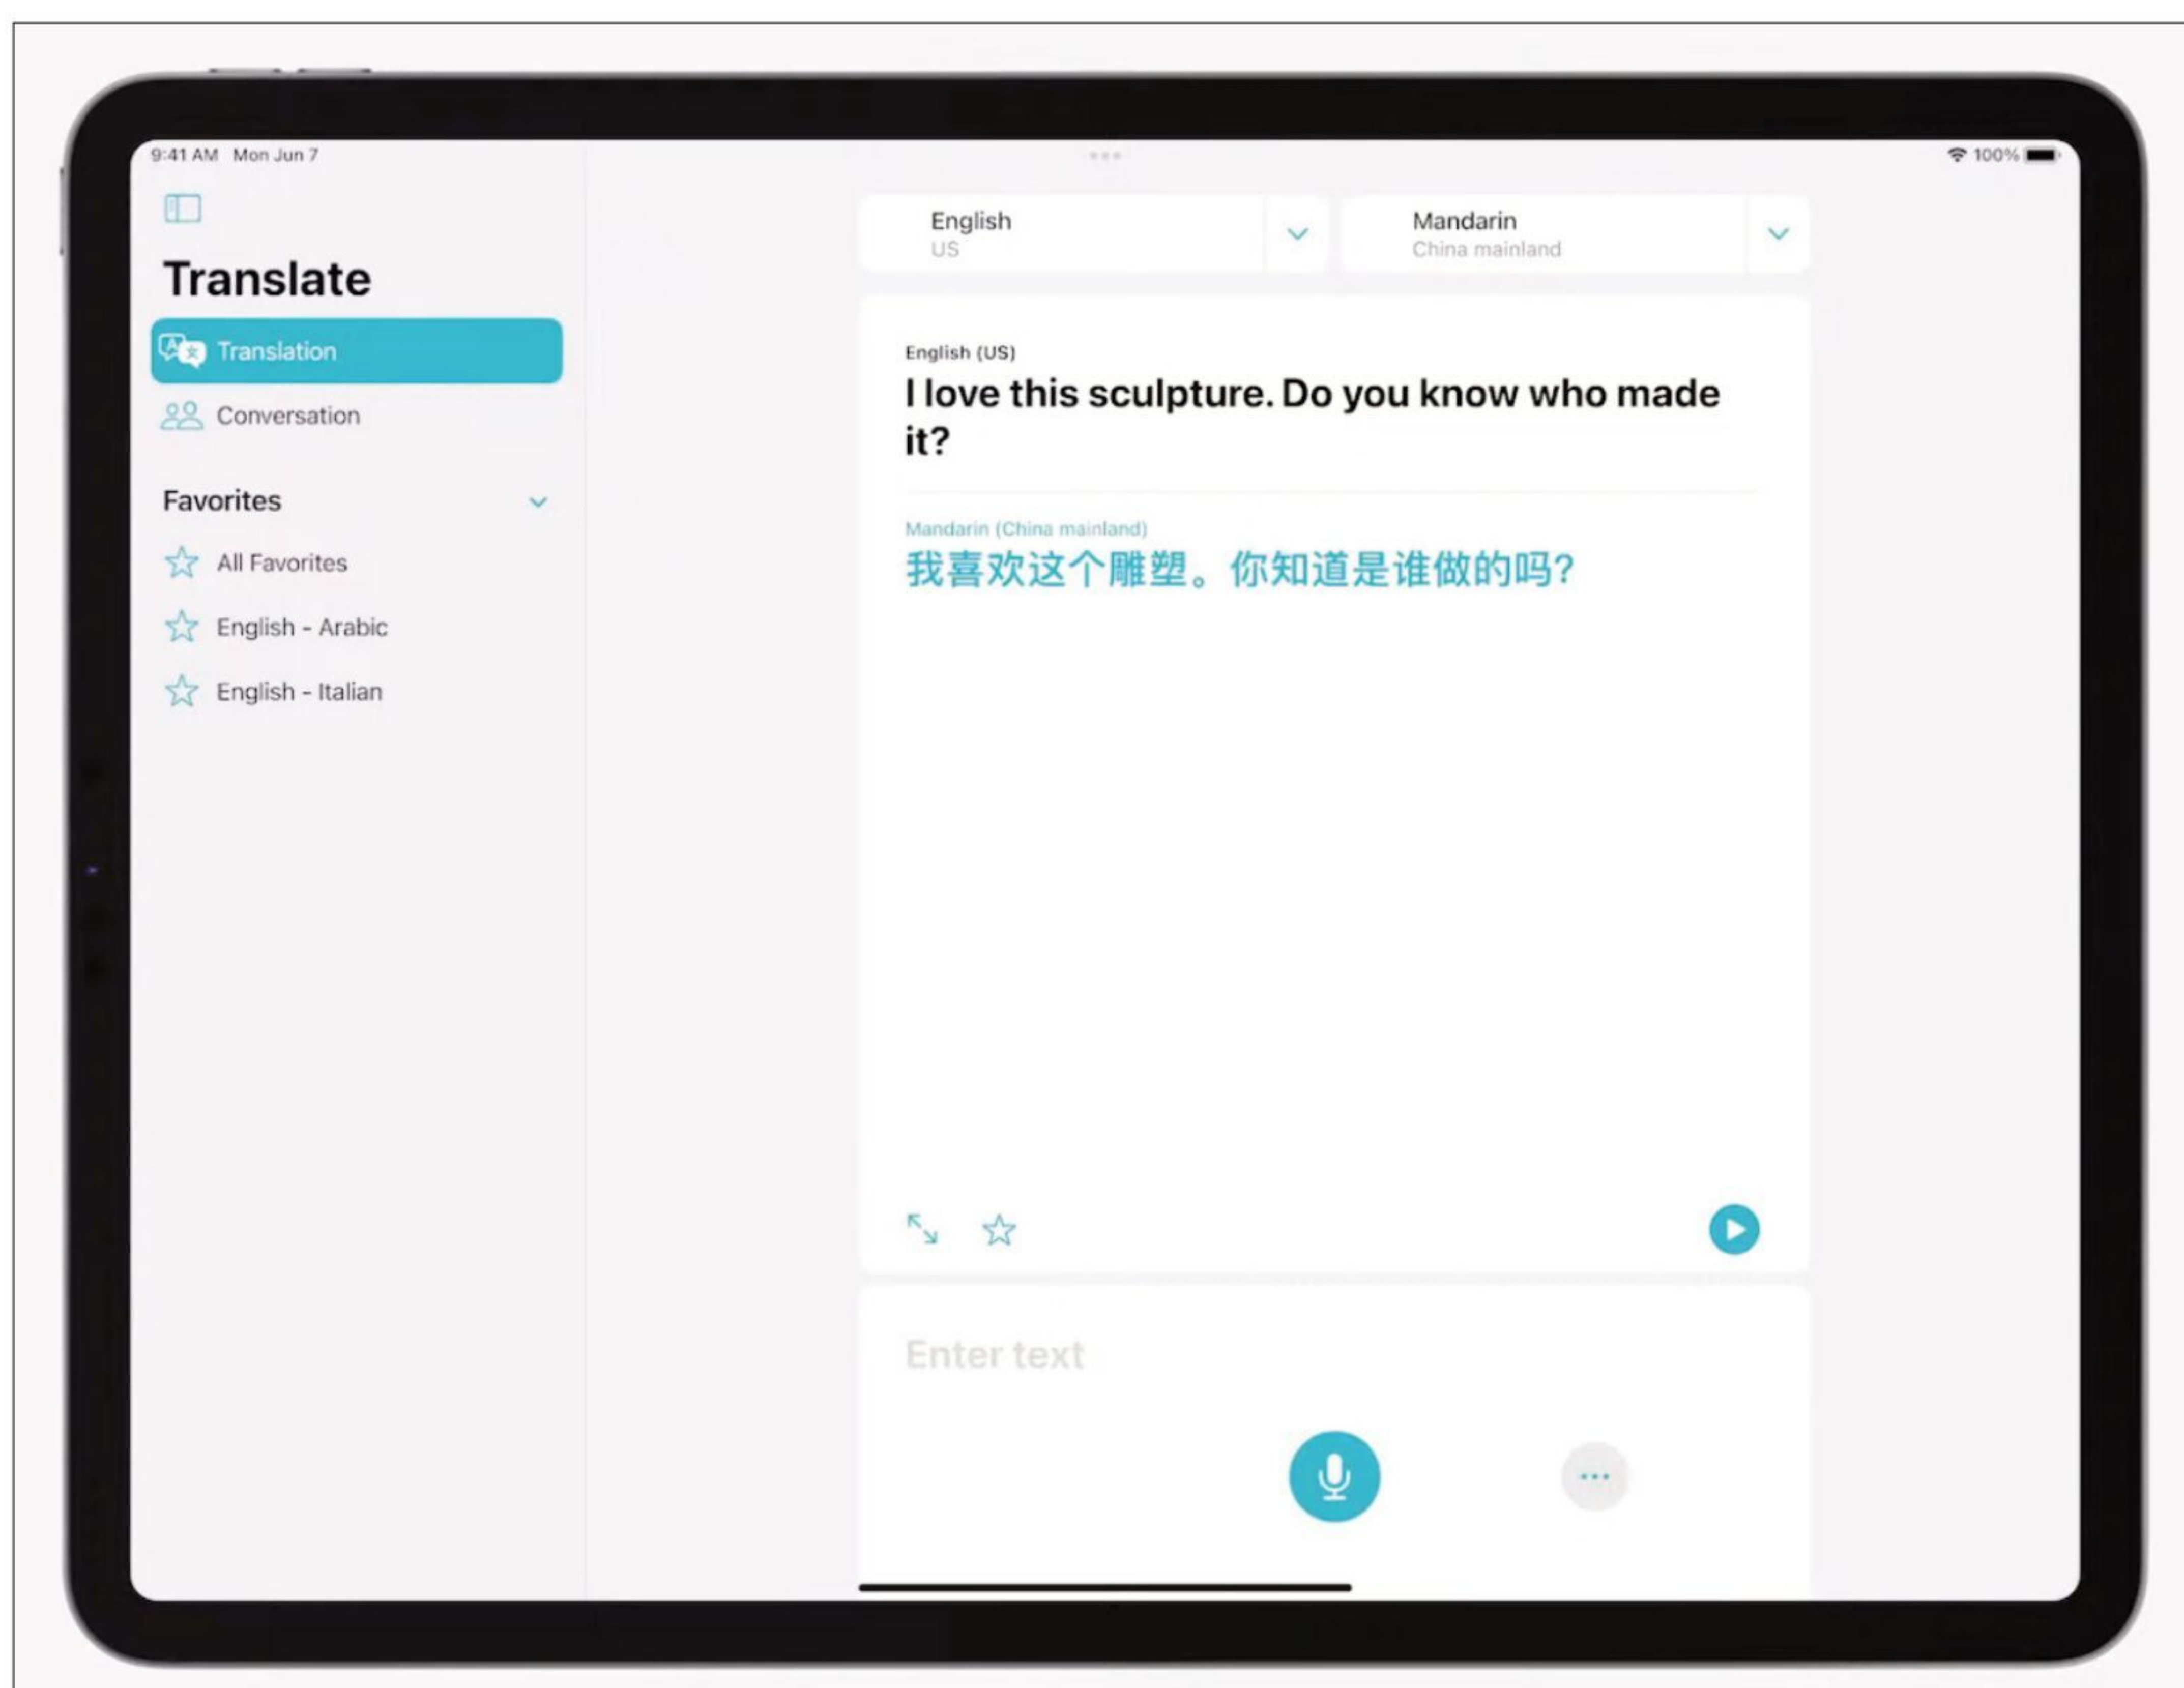 9:41 AM Mon Jun 7
100%
Translate
Translation
Conversation
Favorites
All Favorites
English - Arabic
English - Italian
English
US
Mandarin
China mainland
English (US)
I love this sculpture. Do you know who made
it?
Mandarin (China mainland)
我喜欢这个雕塑。你知道是谁做的吗?
Enter text